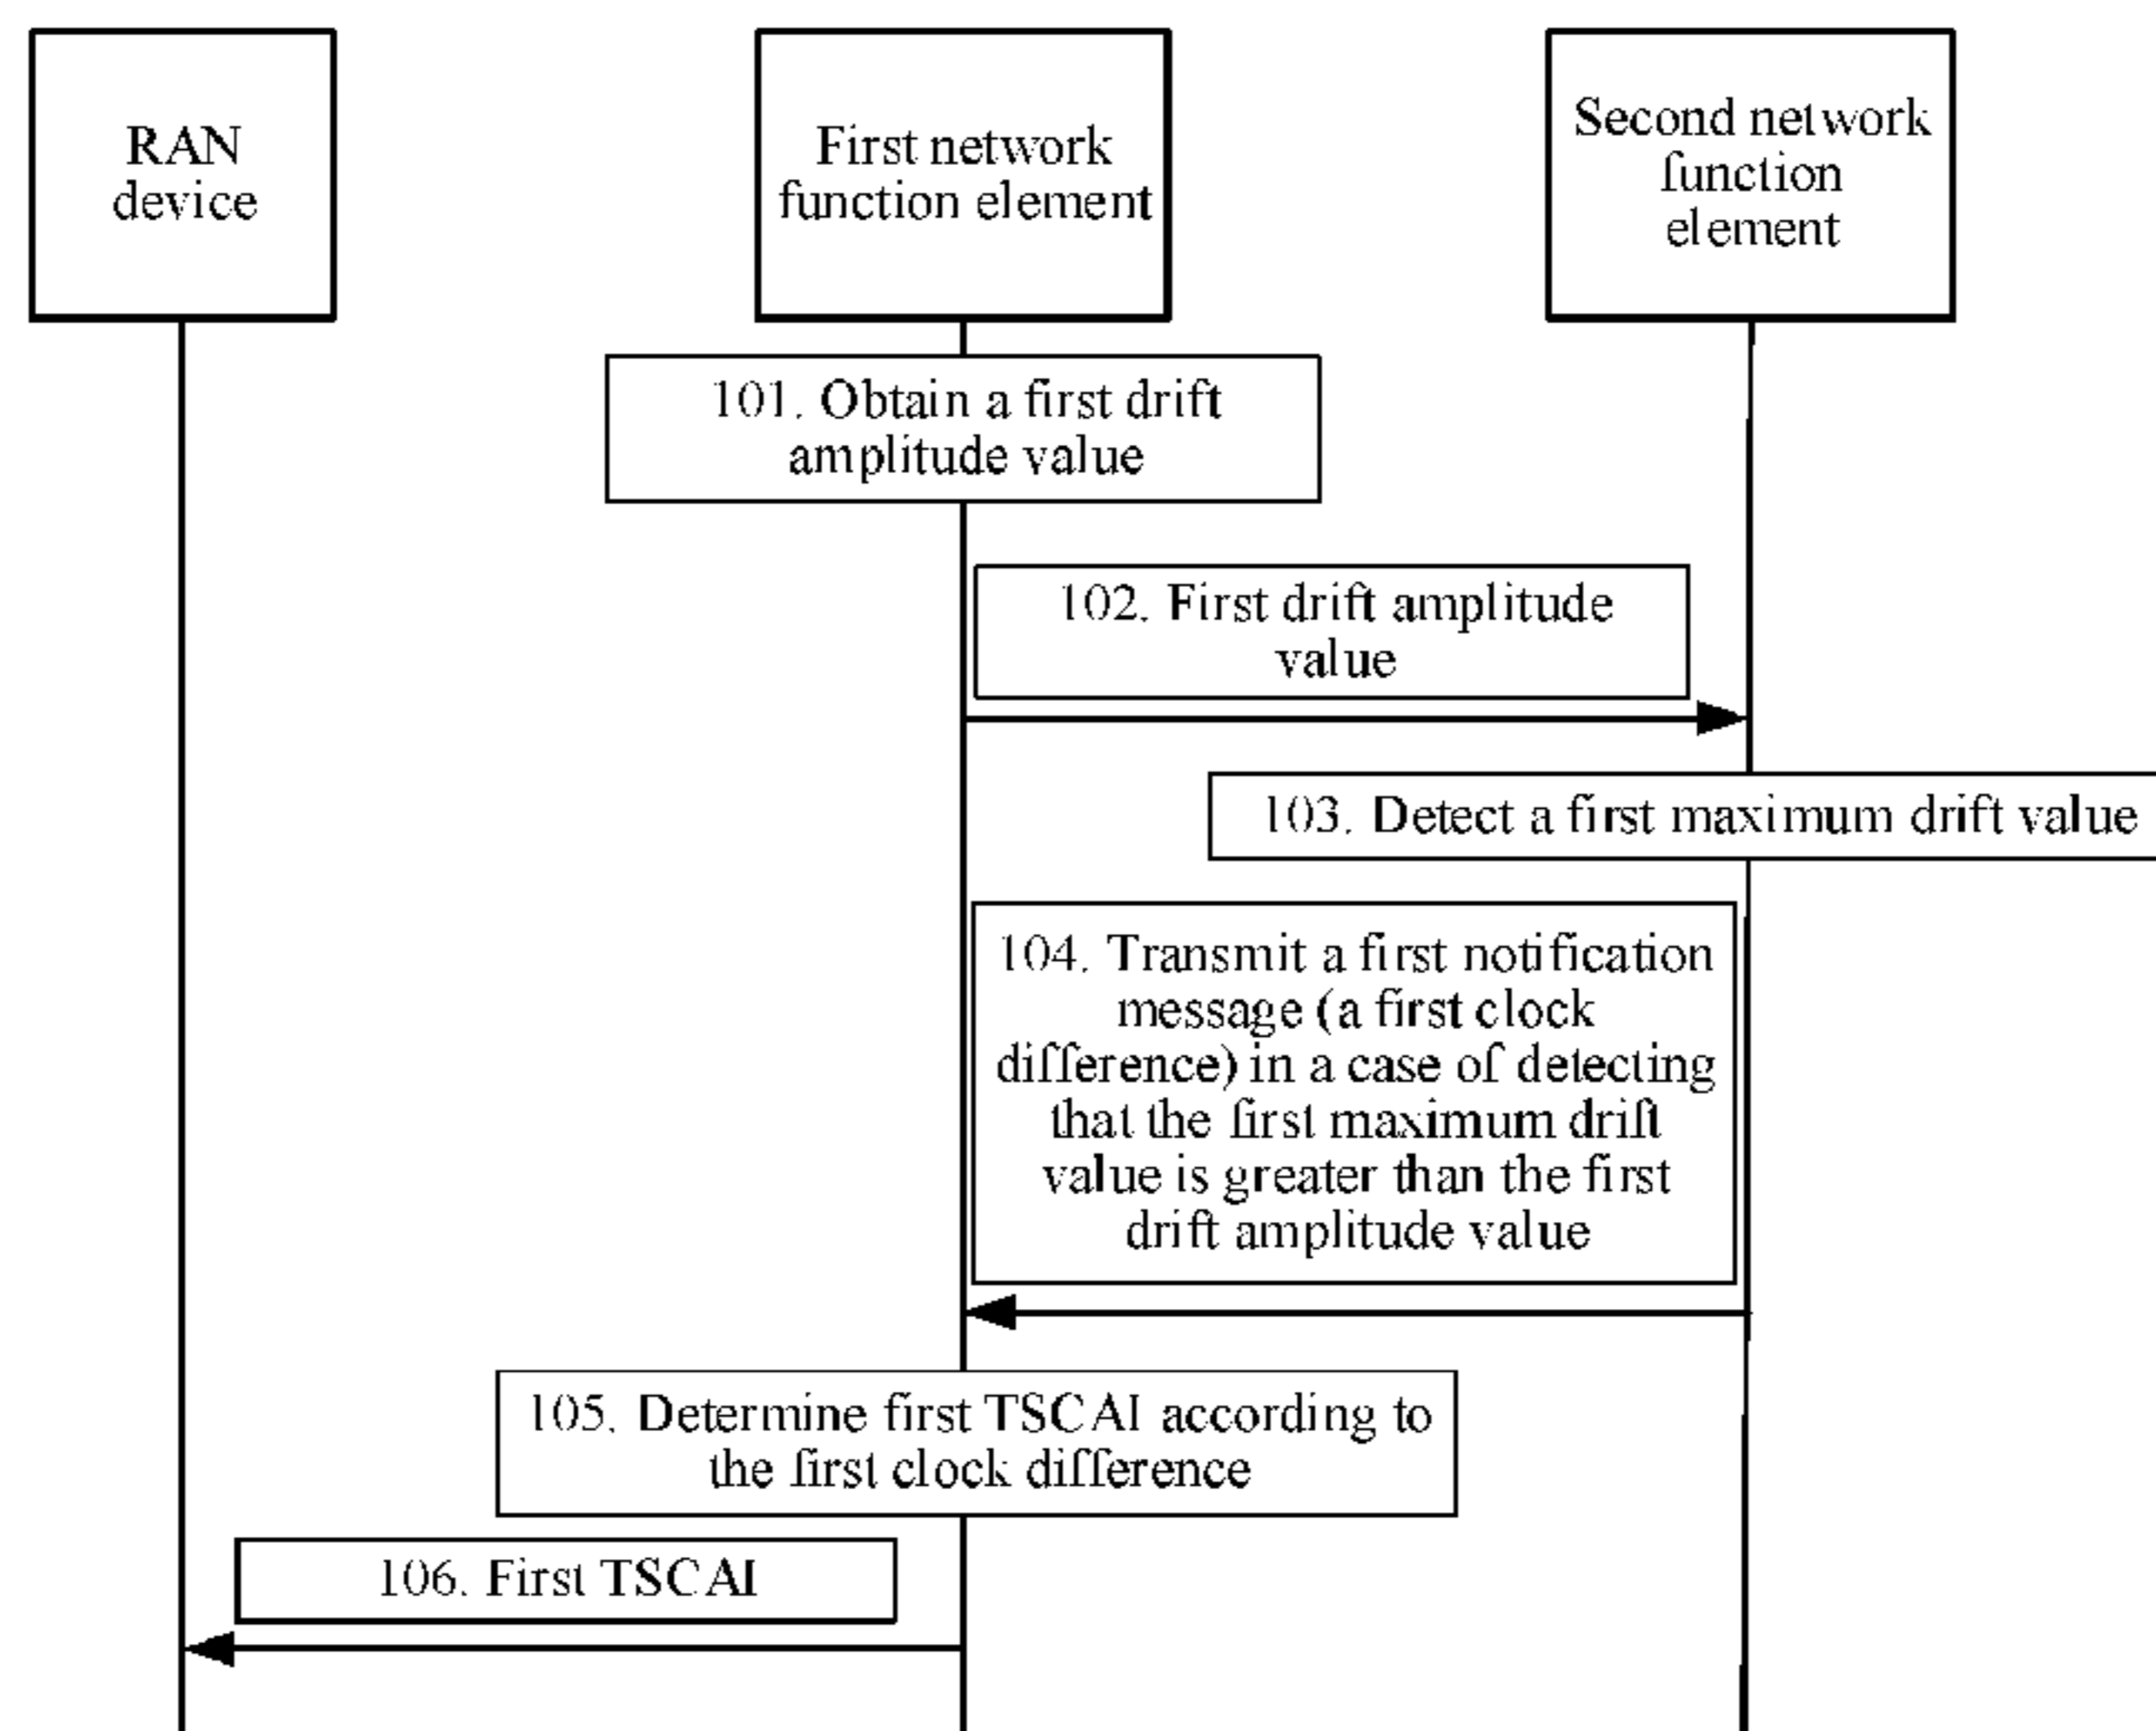 RAN
device
First network
function element
Second network
function
element
101. Obtain a first drift
amplitude value
102. First drift amplitude
value
103. Detect a first maximum drift value
104. Transmit a first notification
message (a first clock
difference) in a case of detecting
that the first maximum drift
value is greater than the first
drift amplitude value
105. Determine first TSCAI according to
the first clock difference
106. First TSCAI